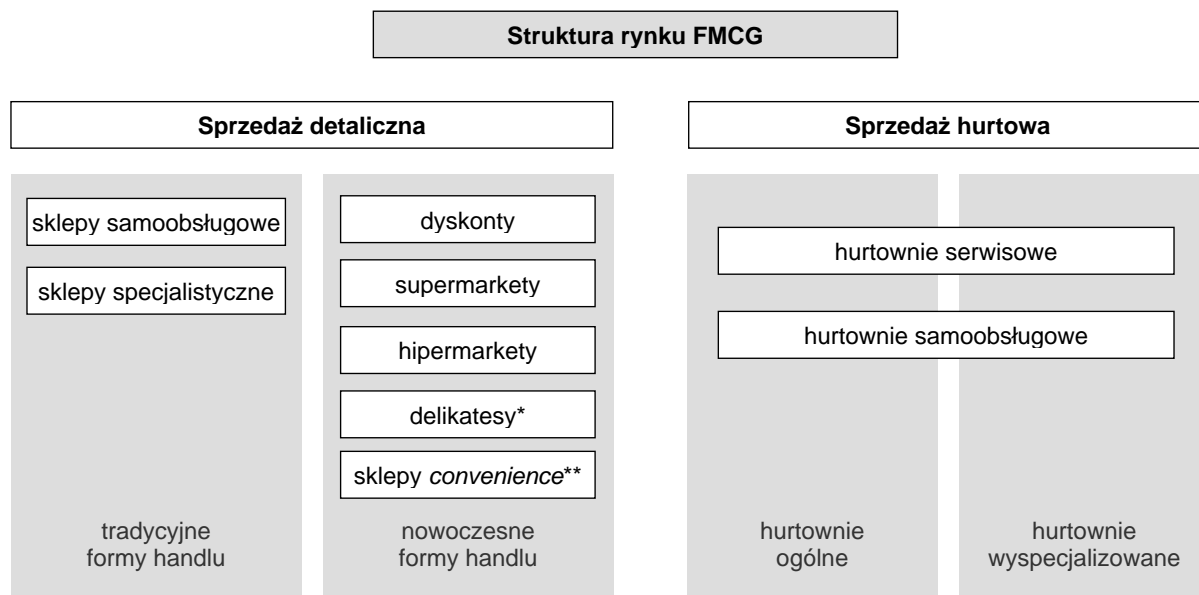 Struktura rynku FMCG
Sprzedaż detaliczna
Sprzedaż hurtowa
sklepy samoobsługowe
sklepy specjalistyczne
tradycyjne
formy handlu
dyskonty
supermarkety
hipermarkety
delikatesy*
sklepy convenience**
nowoczesne
formy handlu
hurtownie serwisowe
hurtownie samoobsługowe
hurtownie
ogólne
hurtownie
wyspecjalizowane